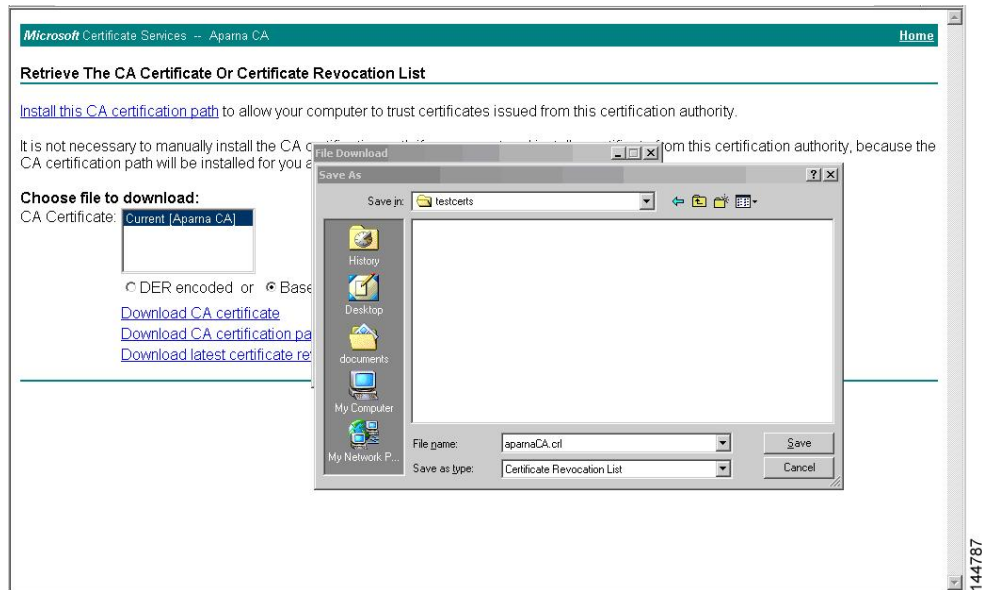 Microsoft Certificate Services -- Aparna CA Home
Retrieve The CA Certificate Or Certificate Revocation List
Install this CA certification path to allow your computer to trust certificates issued from this certification authority.
It is not necessary to manually install the CA from this certification authority, because the
CA certification path will be installed for you
File Download
Save As
Choose file to download:
CA Certificate: Current [Aparna CA]
DER encoded or Base
Download CA certificate
Download CA certification pa
Download latest certificate re
Save in: testcerts
History
Desktop
documents
My Computer
My Network P...
File name: aparnaCA.crl Save
Save as type: Certificate Revocation List Cancel
144787